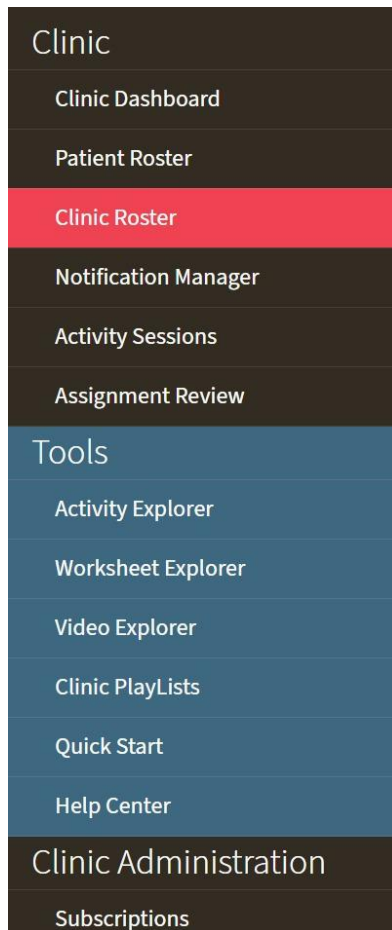 Clinic
Clinic Dashboard
Patient Roster
Clinic Roster
Notification Manager
Activity Sessions
Assignment Review
Tools
Activity Explorer
Worksheet Explorer
Video Explorer
Clinic PlayLists
Quick Start
Help Center
Clinic Administration
Subscriptions